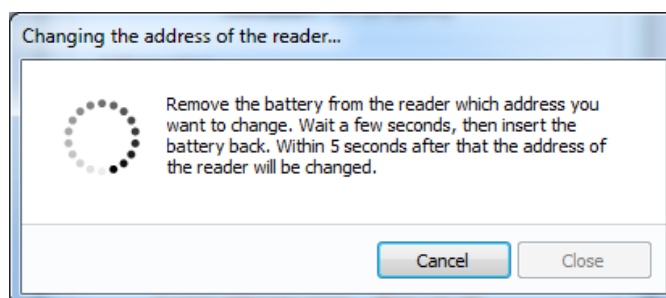 Changing the address of the reader...
Remove the battery from the reader which address you
want to change. Wait a few seconds, then insert the
battery back. Within 5 seconds after that the address of
the reader will be changed.
Cancel
Close